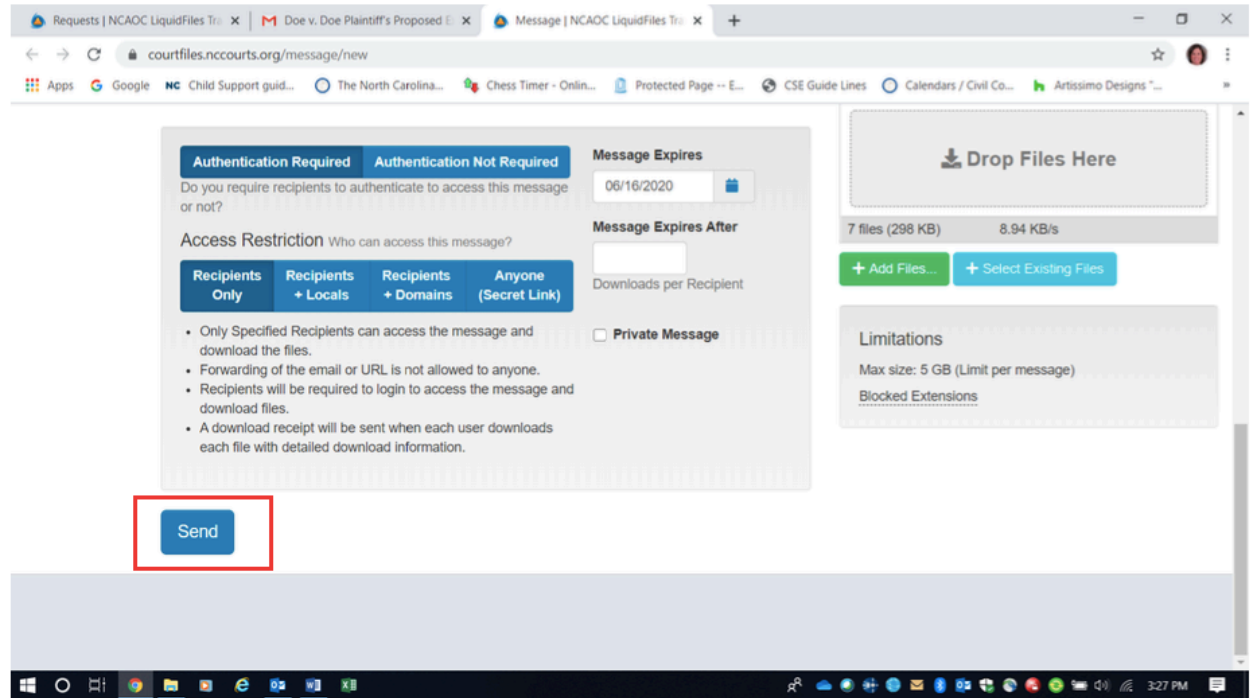 Requests | NCAOC LiquidFiles Tra
Doe v. Doe Plaintiff's Proposed E
Message | NCAOC LiquidFiles Tra
courtfiles.nccourts.org/message/new
Apps
Google
NC Child Support guid...
The North Carolina...
Chess Timer - Onlin...
Protected Page -- E...
CSE Guide Lines
Calendars / Civil Co...
Artissimo Designs "...
Authentication Required
Authentication Not Required
Do you require recipients to authenticate to access this message
or not?
Access Restriction Who can access this message?
Recipients
Only
Recipients
+ Locals
Recipients
+ Domains
Anyone
(Secret Link)
• Only Specified Recipients can access the message and
download the files.
• Forwarding of the email or URL is not allowed to anyone.
• Recipients will be required to login to access the message and
download files.
• A download receipt will be sent when each user downloads
each file with detailed download information.
Message Expires
06/16/2020
Message Expires After
Downloads per Recipient
Private Message
Drop Files Here
7 files (298 KB) 8.94 KB/s
+ Add Files...
+ Select Existing Files
Limitations
Max size: 5 GB (Limit per message)
Blocked Extensions
Send
3:27 PM